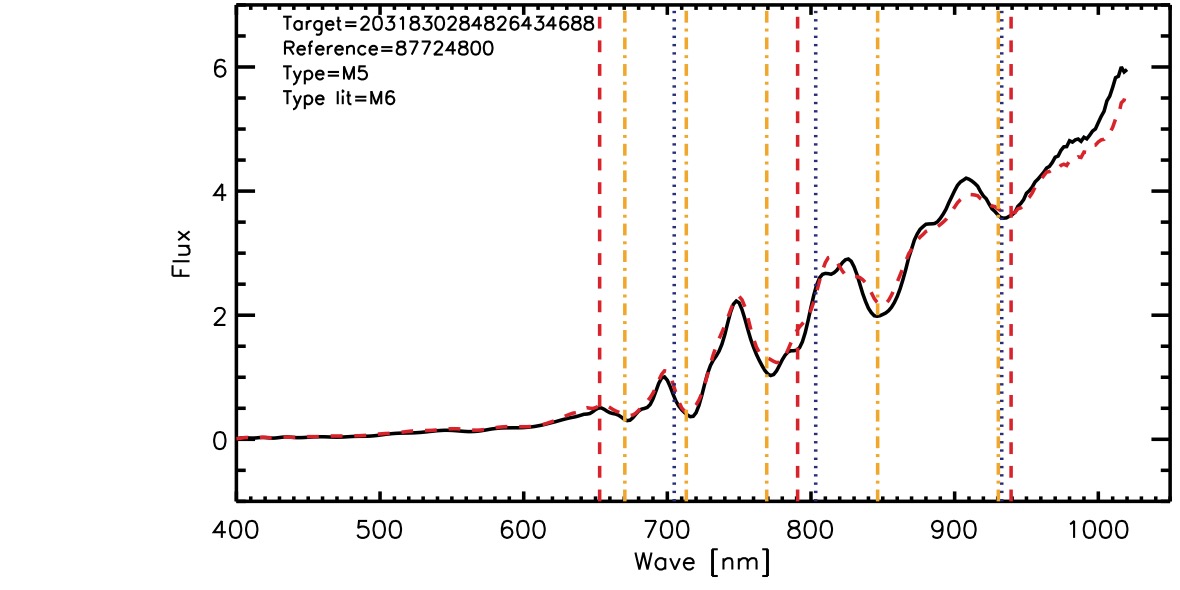 Target=2031830284826434688
Reference=87724800
Type=M5
Type lit=M6
6
4
2
0
Flux
400 500 600 700 800 900 1000
Wave [nm]